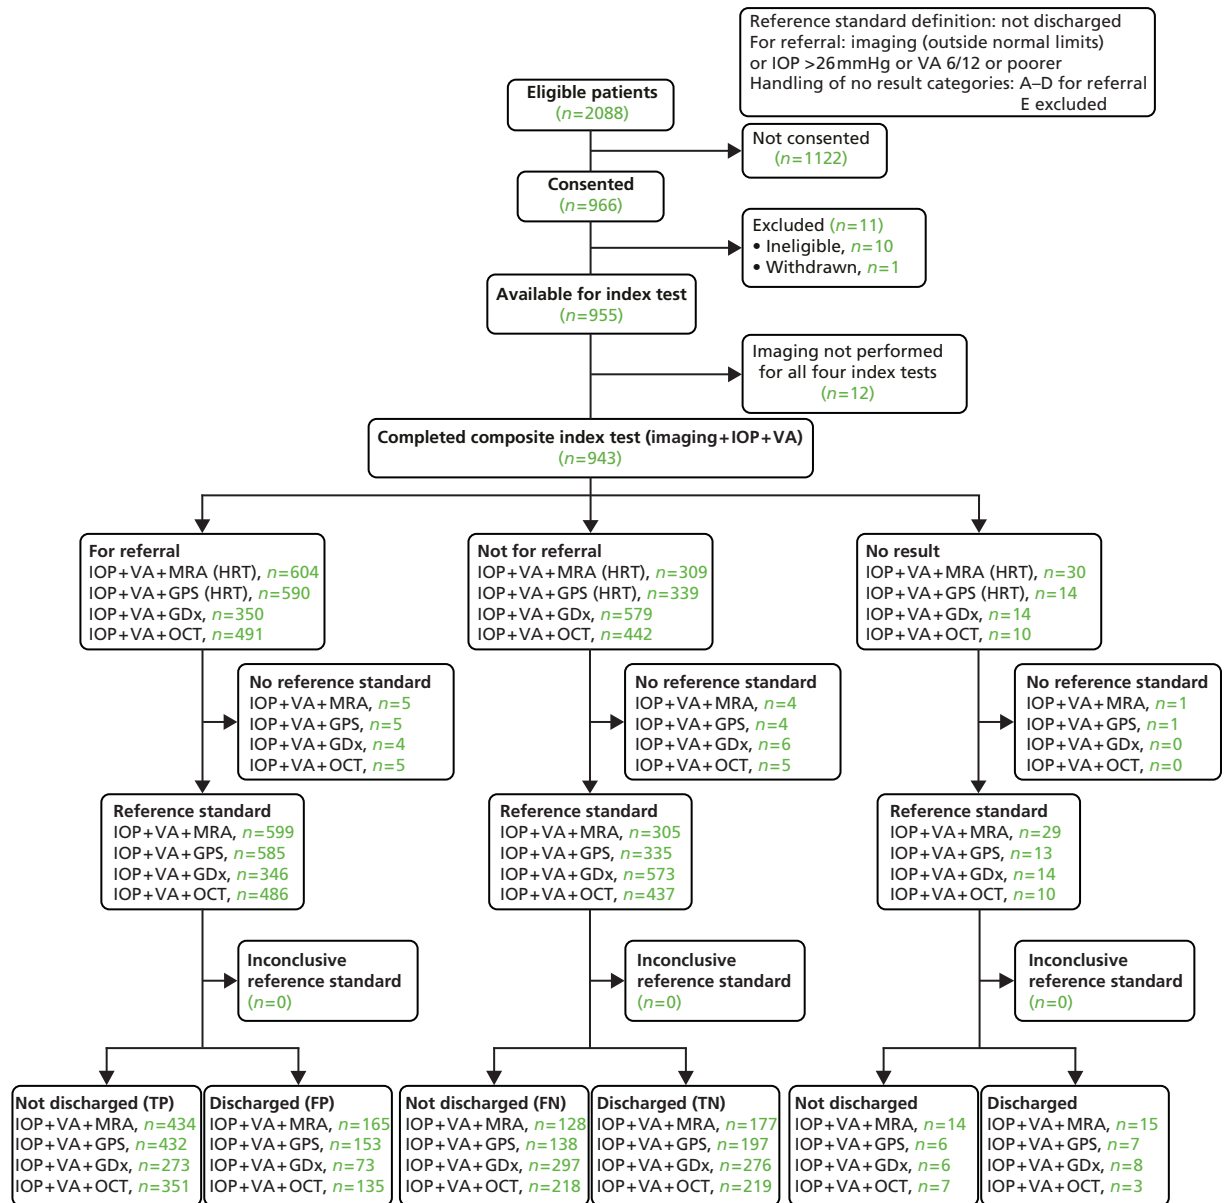 Reference standard definition: not discharged
For referral: imaging (outside normal limits)
or IOP >26mmHg or VA 6/12 or poorer
Handling of no result categories: A–D for referral
E excluded
Eligible patients
(n=2088)
Not consented
(n=1122)
Consented
(n=966)
Excluded (n=11)
• Ineligible, n=10
• Withdrawn, n=1
Available for index test
(n=955)
Imaging not performed
for all four index tests
(n=12)
Completed composite index test (imaging+IOP+VA)
(n=943)
For referral
IOP+VA+MRA (HRT), n=604
IOP+VA+GPS (HRT), n=590
IOP+VA+GDx, n=350
IOP+VA+OCT, n=491
Not for referral
IOP+VA+MRA (HRT), n=309
IOP+VA+GPS (HRT), n=339
IOP+VA+GDx, n=579
IOP+VA+OCT, n=442
No result
IOP+VA+MRA (HRT), n=30
IOP+VA+GPS (HRT), n=14
IOP+VA+GDx, n=14
IOP+VA+OCT, n=10
No reference standard
IOP+VA+MRA, n=5
IOP+VA+GPS, n=5
IOP+VA+GDx, n=4
IOP+VA+OCT, n=5
No reference standard
IOP+VA+MRA, n=4
IOP+VA+GPS, n=4
IOP+VA+GDx, n=6
IOP+VA+OCT, n=5
No reference standard
IOP+VA+MRA, n=1
IOP+VA+GPS, n=1
IOP+VA+GDx, n=0
IOP+VA+OCT, n=0
Reference standard
IOP+VA+MRA, n=599
IOP+VA+GPS, n=585
IOP+VA+GDx, n=346
IOP+VA+OCT, n=486
Reference standard
IOP+VA+MRA, n=305
IOP+VA+GPS, n=335
IOP+VA+GDx, n=573
IOP+VA+OCT, n=437
Reference standard
IOP+VA+MRA, n=29
IOP+VA+GPS, n=13
IOP+VA+GDx, n=14
IOP+VA+OCT, n=10
Inconclusive
reference standard
(n=0)
Inconclusive
reference standard
(n=0)
Inconclusive
reference standard
(n=0)
Not discharged (TP)
IOP+VA+MRA, n=434
IOP+VA+GPS, n=432
IOP+VA+GDx, n=273
IOP+VA+OCT, n=351
Discharged (FP)
IOP+VA+MRA, n=165
IOP+VA+GPS, n=153
IOP+VA+GDx, n=73
IOP+VA+OCT, n=135
Not discharged (FN)
IOP+VA+MRA, n=128
IOP+VA+GPS, n=138
IOP+VA+GDx, n=297
IOP+VA+OCT, n=218
Discharged (TN)
IOP+VA+MRA, n=177
IOP+VA+GPS, n=197
IOP+VA+GDx, n=276
IOP+VA+OCT, n=219
Not discharged
IOP+VA+MRA, n=14
IOP+VA+GPS, n=6
IOP+VA+GDx, n=6
IOP+VA+OCT, n=7
Discharged
IOP+VA+MRA, n=15
IOP+VA+GPS, n=7
IOP+VA+GDx, n=8
IOP+VA+OCT, n=3